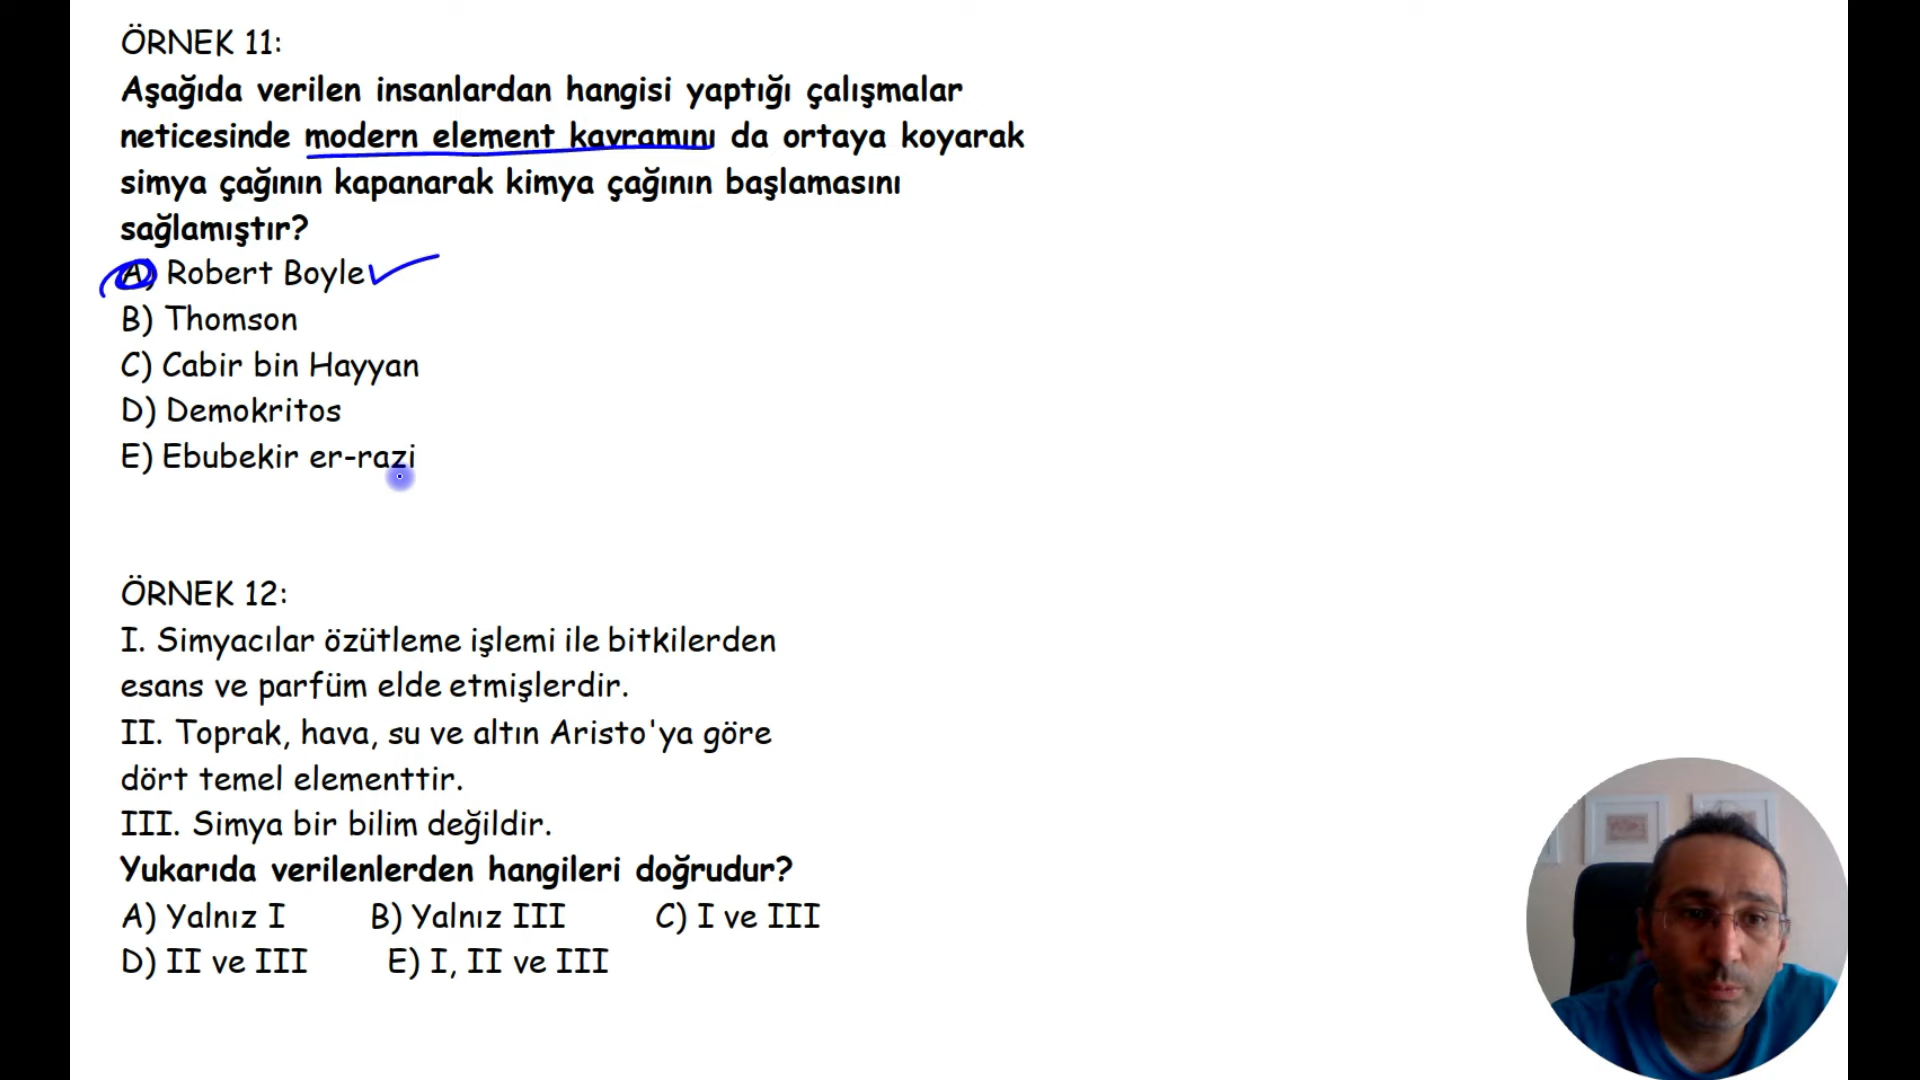 ÖRNEK 11:
Aşağıda verilen insanlardan hangisi yaptığı çalışmalar
neticesinde modern element kavramını da ortaya koyarak
simya çağının kapanarak kimya çağının başlamasını
sağlamıştır?
A) Robert Boyle
B) Thomson
C) Cabir bin Hayyan
D) Demokritos
E) Ebubekir er-razi
ÖRNEK 12:
I. Simyacılar özütleme işlemi ile bitkilerden
esans ve parfüm elde etmişlerdir.
II. Toprak, hava, su ve altın Aristo'ya göre
dört temel elementtir.
III. Simya bir bilim değildir.
Yukarıda verilenlerden hangileri doğrudur?
A) Yalnız I B) Yalnız III C) I ve III
D) II ve III E) I, II ve III